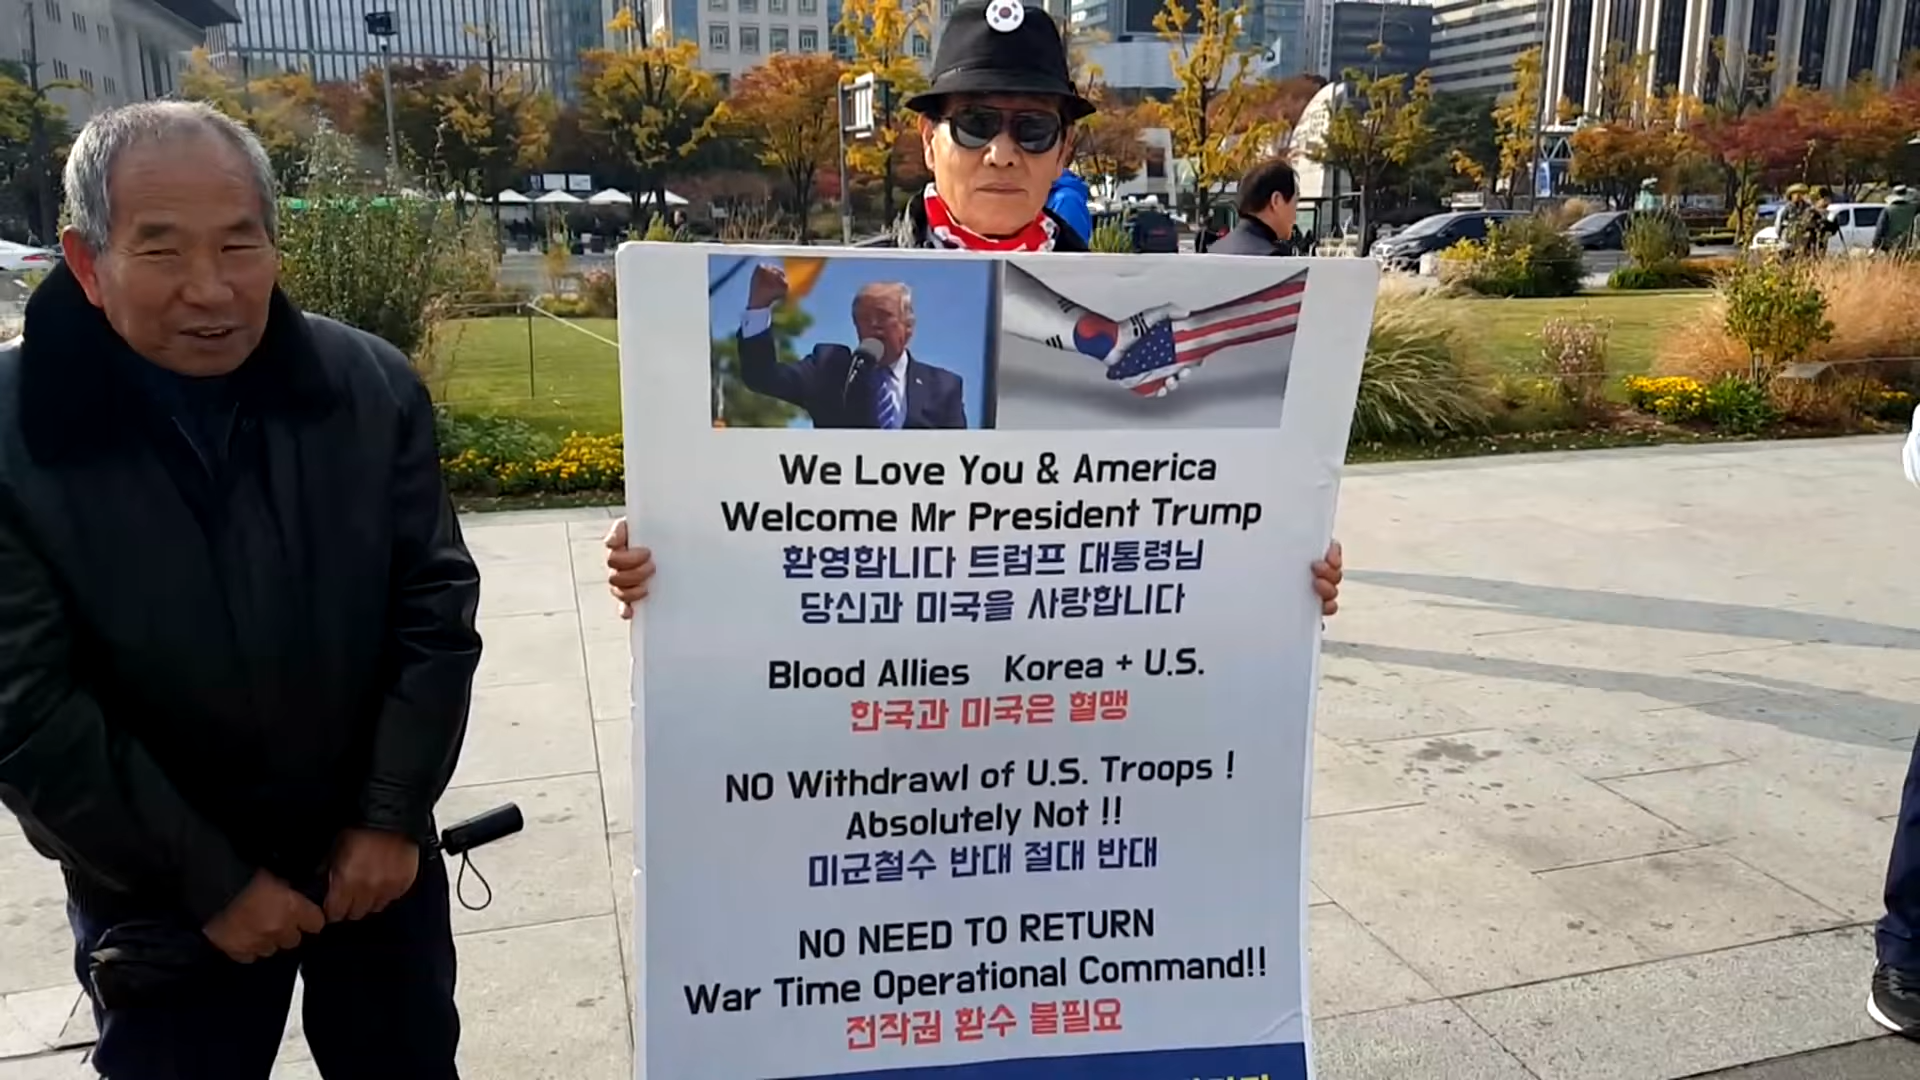 We Love You & America
Welcome Mr President Trump
환영합니다 트럼프 대통령님
당신과 미국을 사랑합니다
Blood Allies Korea + U.S.
한국과 미국은 혈맹
NO Withdrawl of U.S. Troops !
Absolutely Not !!
미군철수 반대 절대 반대
NO NEED TO RETURN
War Time Operational Command!!
전작권 환수 불필요